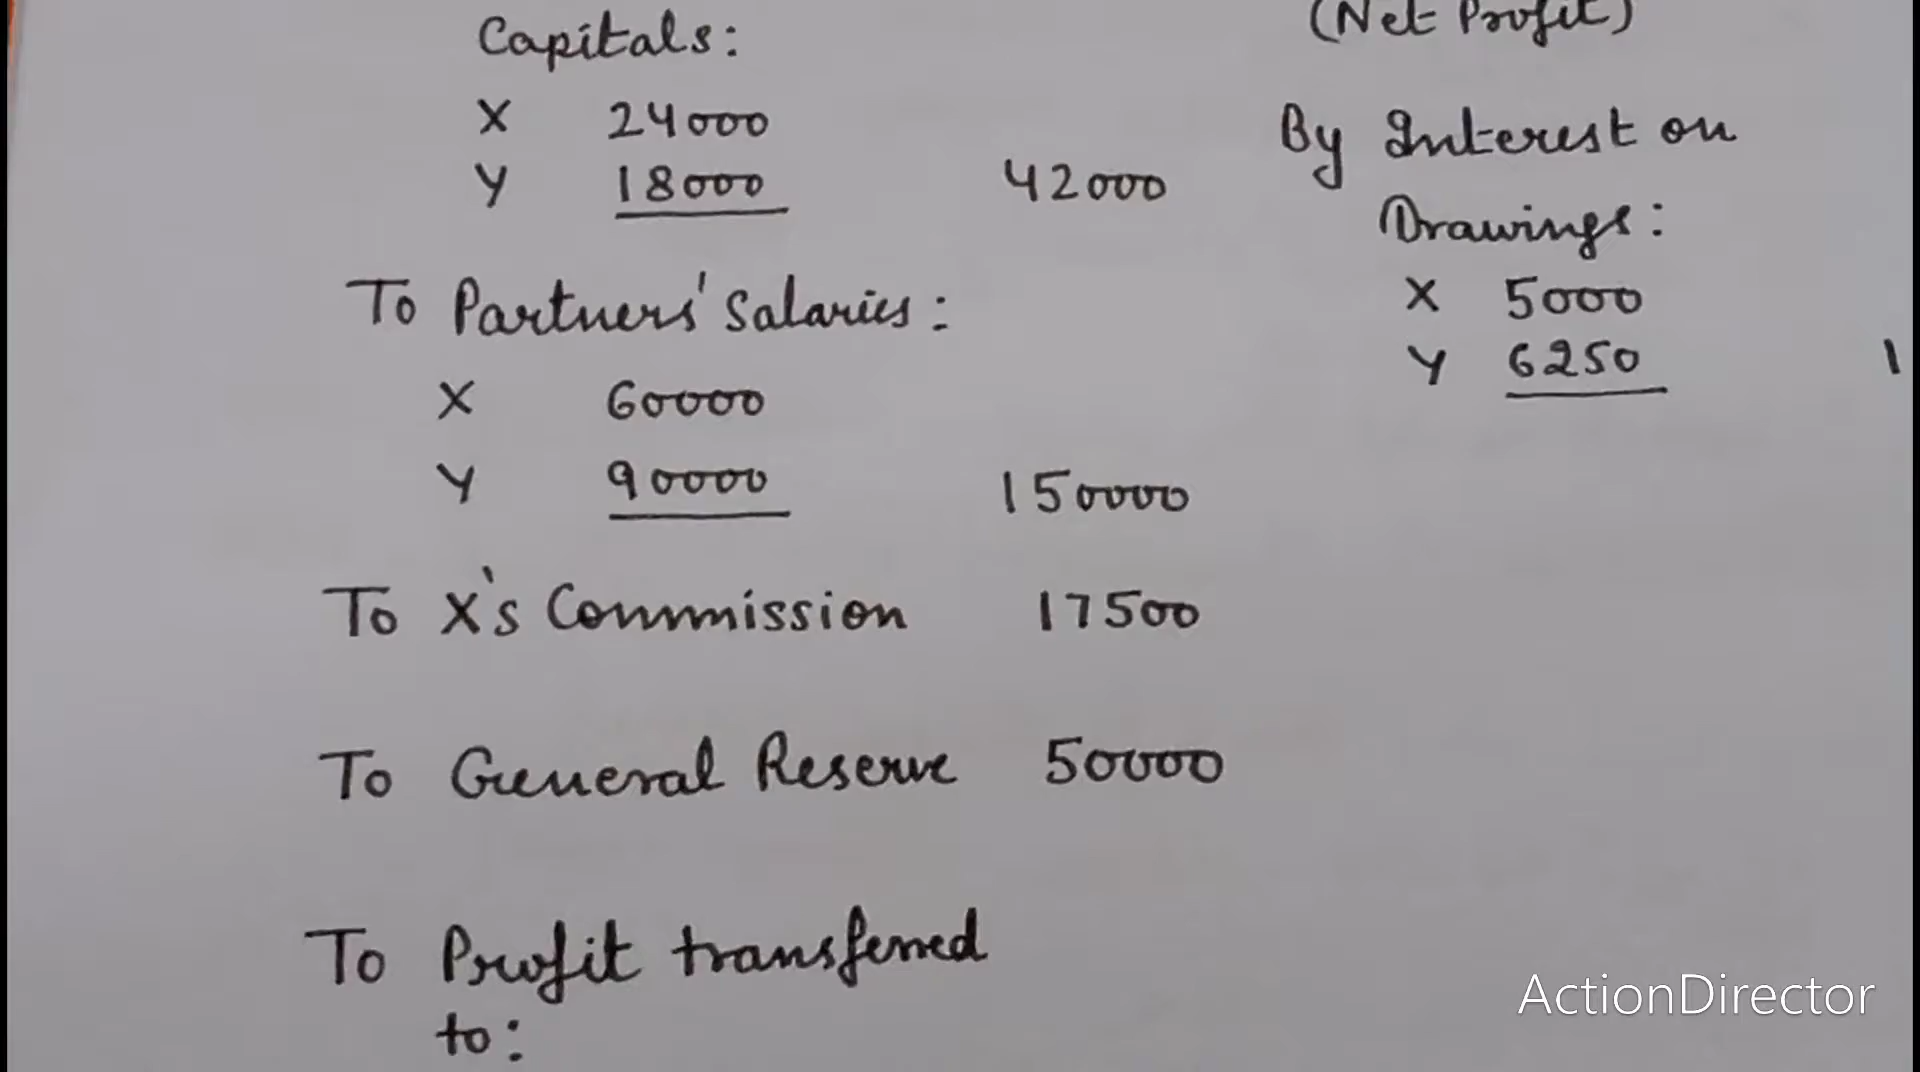 Capitals:
X 24000
Y 18000 42000
To Partners' Salaries:
X 60000
Y 90000 150000
To X's Commission 17500
To General Reserve 50000
To Profit transferred
to:
(Net Profit)
By Interest on
Drawings:
X 5000
Y 6250 1
ActionDirector